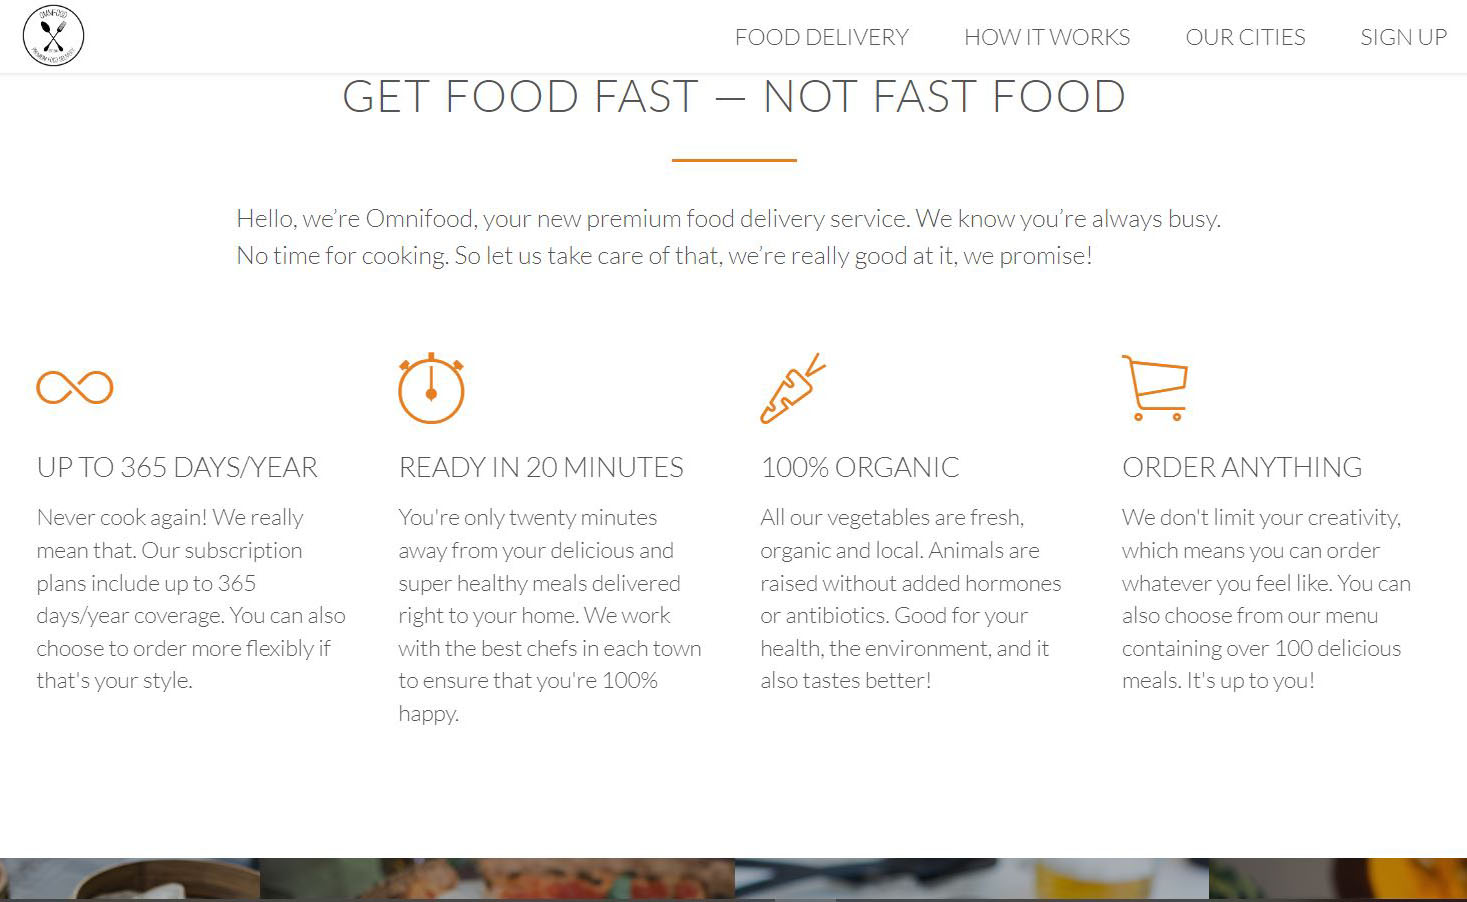 OMNIFOOD
FOOD DELIVERY
HOW IT WORKS
OUR CITIES
SIGN UP
GET FOOD FAST — NOT FAST FOOD
Hello, we’re Omnifood, your new premium food delivery service. We know you’re always busy.
No time for cooking. So let us take care of that, we’re really good at it, we promise!
UP TO 365 DAYS/YEAR
Never cook again! We really
mean that. Our subscription
plans include up to 365
days/year coverage. You can also
choose to order more flexibly if
that's your style.
READY IN 20 MINUTES
You're only twenty minutes
away from your delicious and
super healthy meals delivered
right to your home. We work
with the best chefs in each town
to ensure that you're 100%
happy.
100% ORGANIC
All our vegetables are fresh,
organic and local. Animals are
raised without added hormones
or antibiotics. Good for your
health, the environment, and it
also tastes better!
ORDER ANYTHING
We don't limit your creativity,
which means you can order
whatever you feel like. You can
also choose from our menu
containing over 100 delicious
meals. It's up to you!